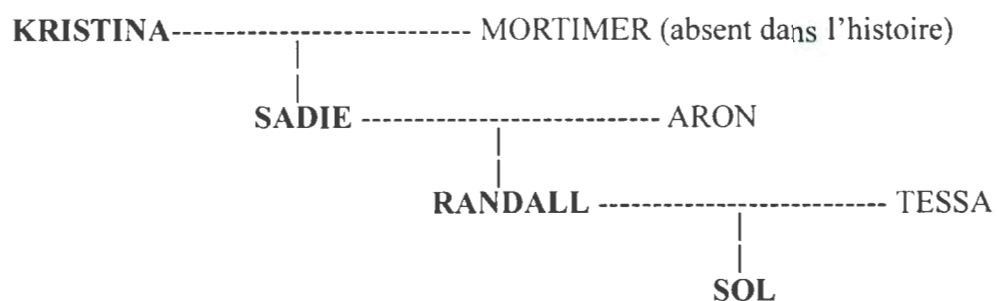 KRISTINA------------------------------ MORTIMER (absent dans l'histoire)
|
|
SADIE ------------------------------ ARON
|
|
RANDALL ----------------------------- TESSA
|
|
SOL